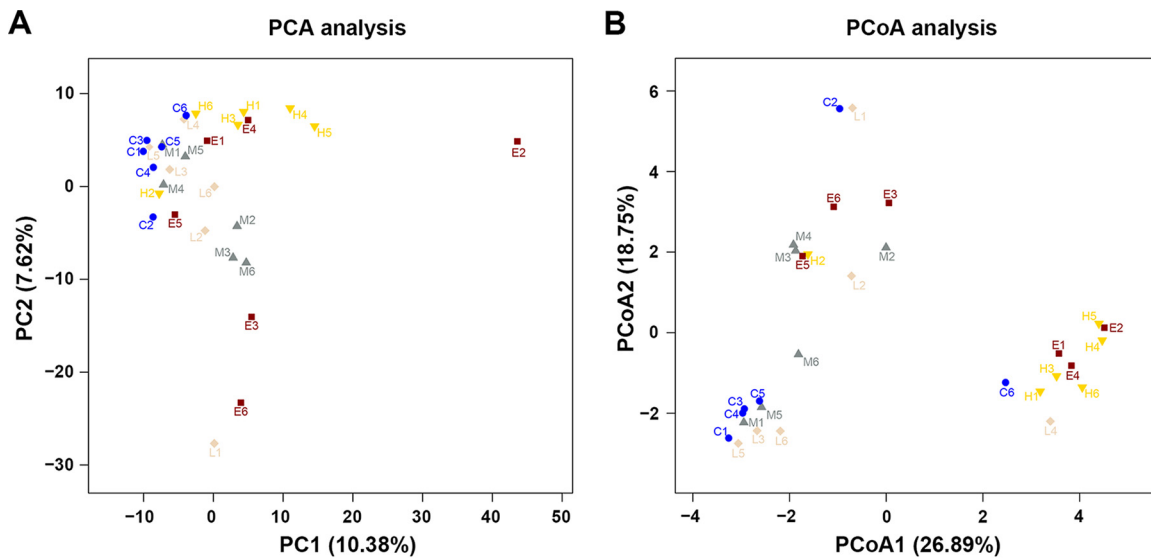 A
PCA analysis
B
PCoA analysis
10
0
−10
−20
−30
PC2 (7.62%)
C6
H6
L4
H1
H3
E4
H4
H5
C3
C1
L5
C5
M1
M5
E1
E2
C4
L3
M4
H2
L6
C2
E5
L2
M2
M3
M6
E3
E6
L1
−10
0
10
20
30
40
50
PC1 (10.38%)
6
4
2
0
−2
PCoA2 (18.75%)
C2
L1
E6
E3
M4
M3
E5
H2
M2
L2
M6
H5
E2
H4
E1
E4
H3
C6
H1
H6
L4
C5
C3
C4
M5
M1
C1
L5
L3
L6
−4
−2
0
2
4
PCoA1 (26.89%)